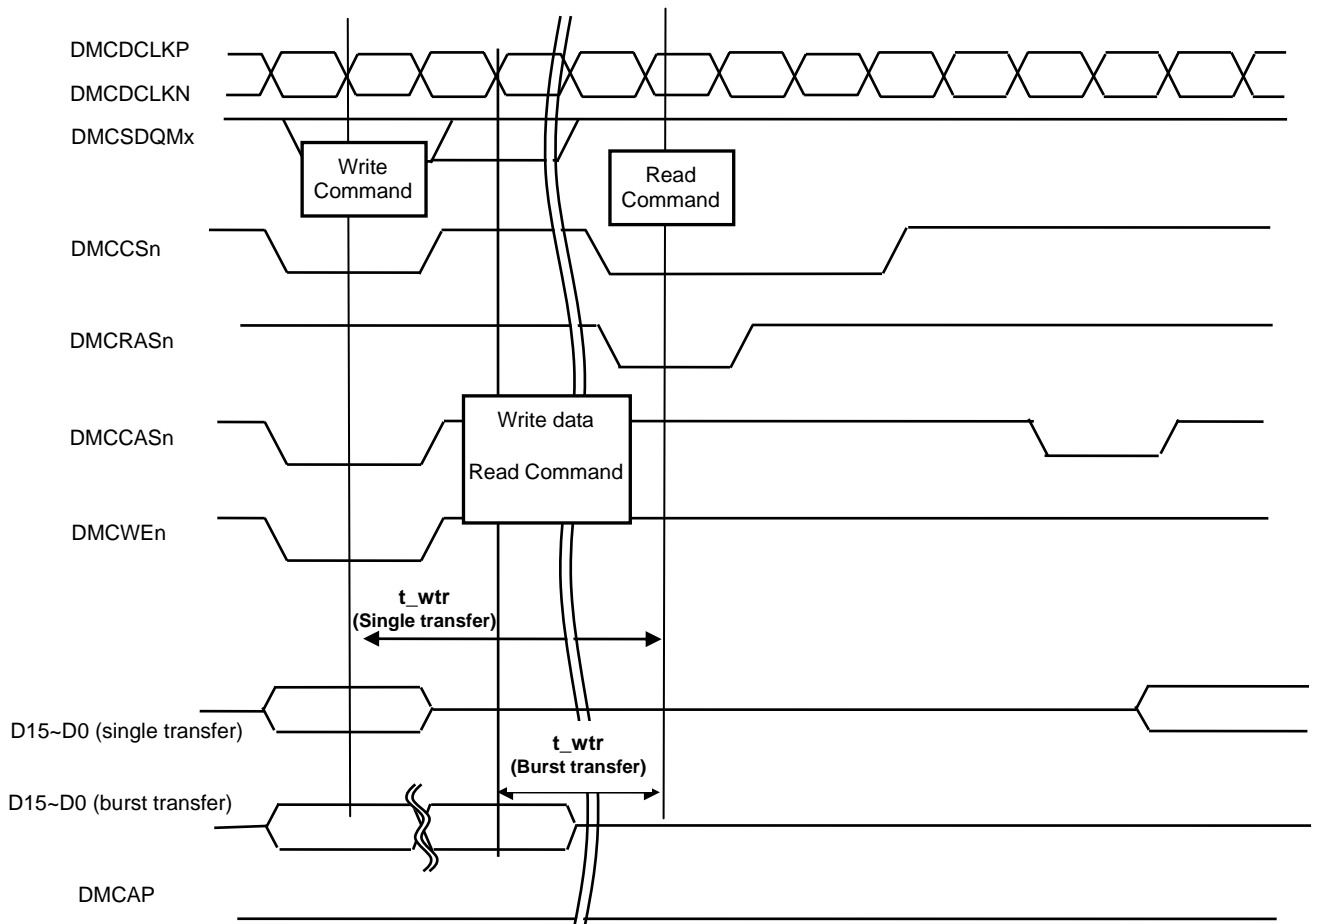 DMCDCLKP
DMCDCLKN
DMCSDQMx
Write
Command
Read
Command
DMCCSn
DMCRASn
DMCCASn
Write data
Read Command
DMCWEn
t_wtr
(Single transfer)
D15~D0 (single transfer)
t_wtr
(Burst transfer)
D15~D0 (burst transfer)
DMCAP